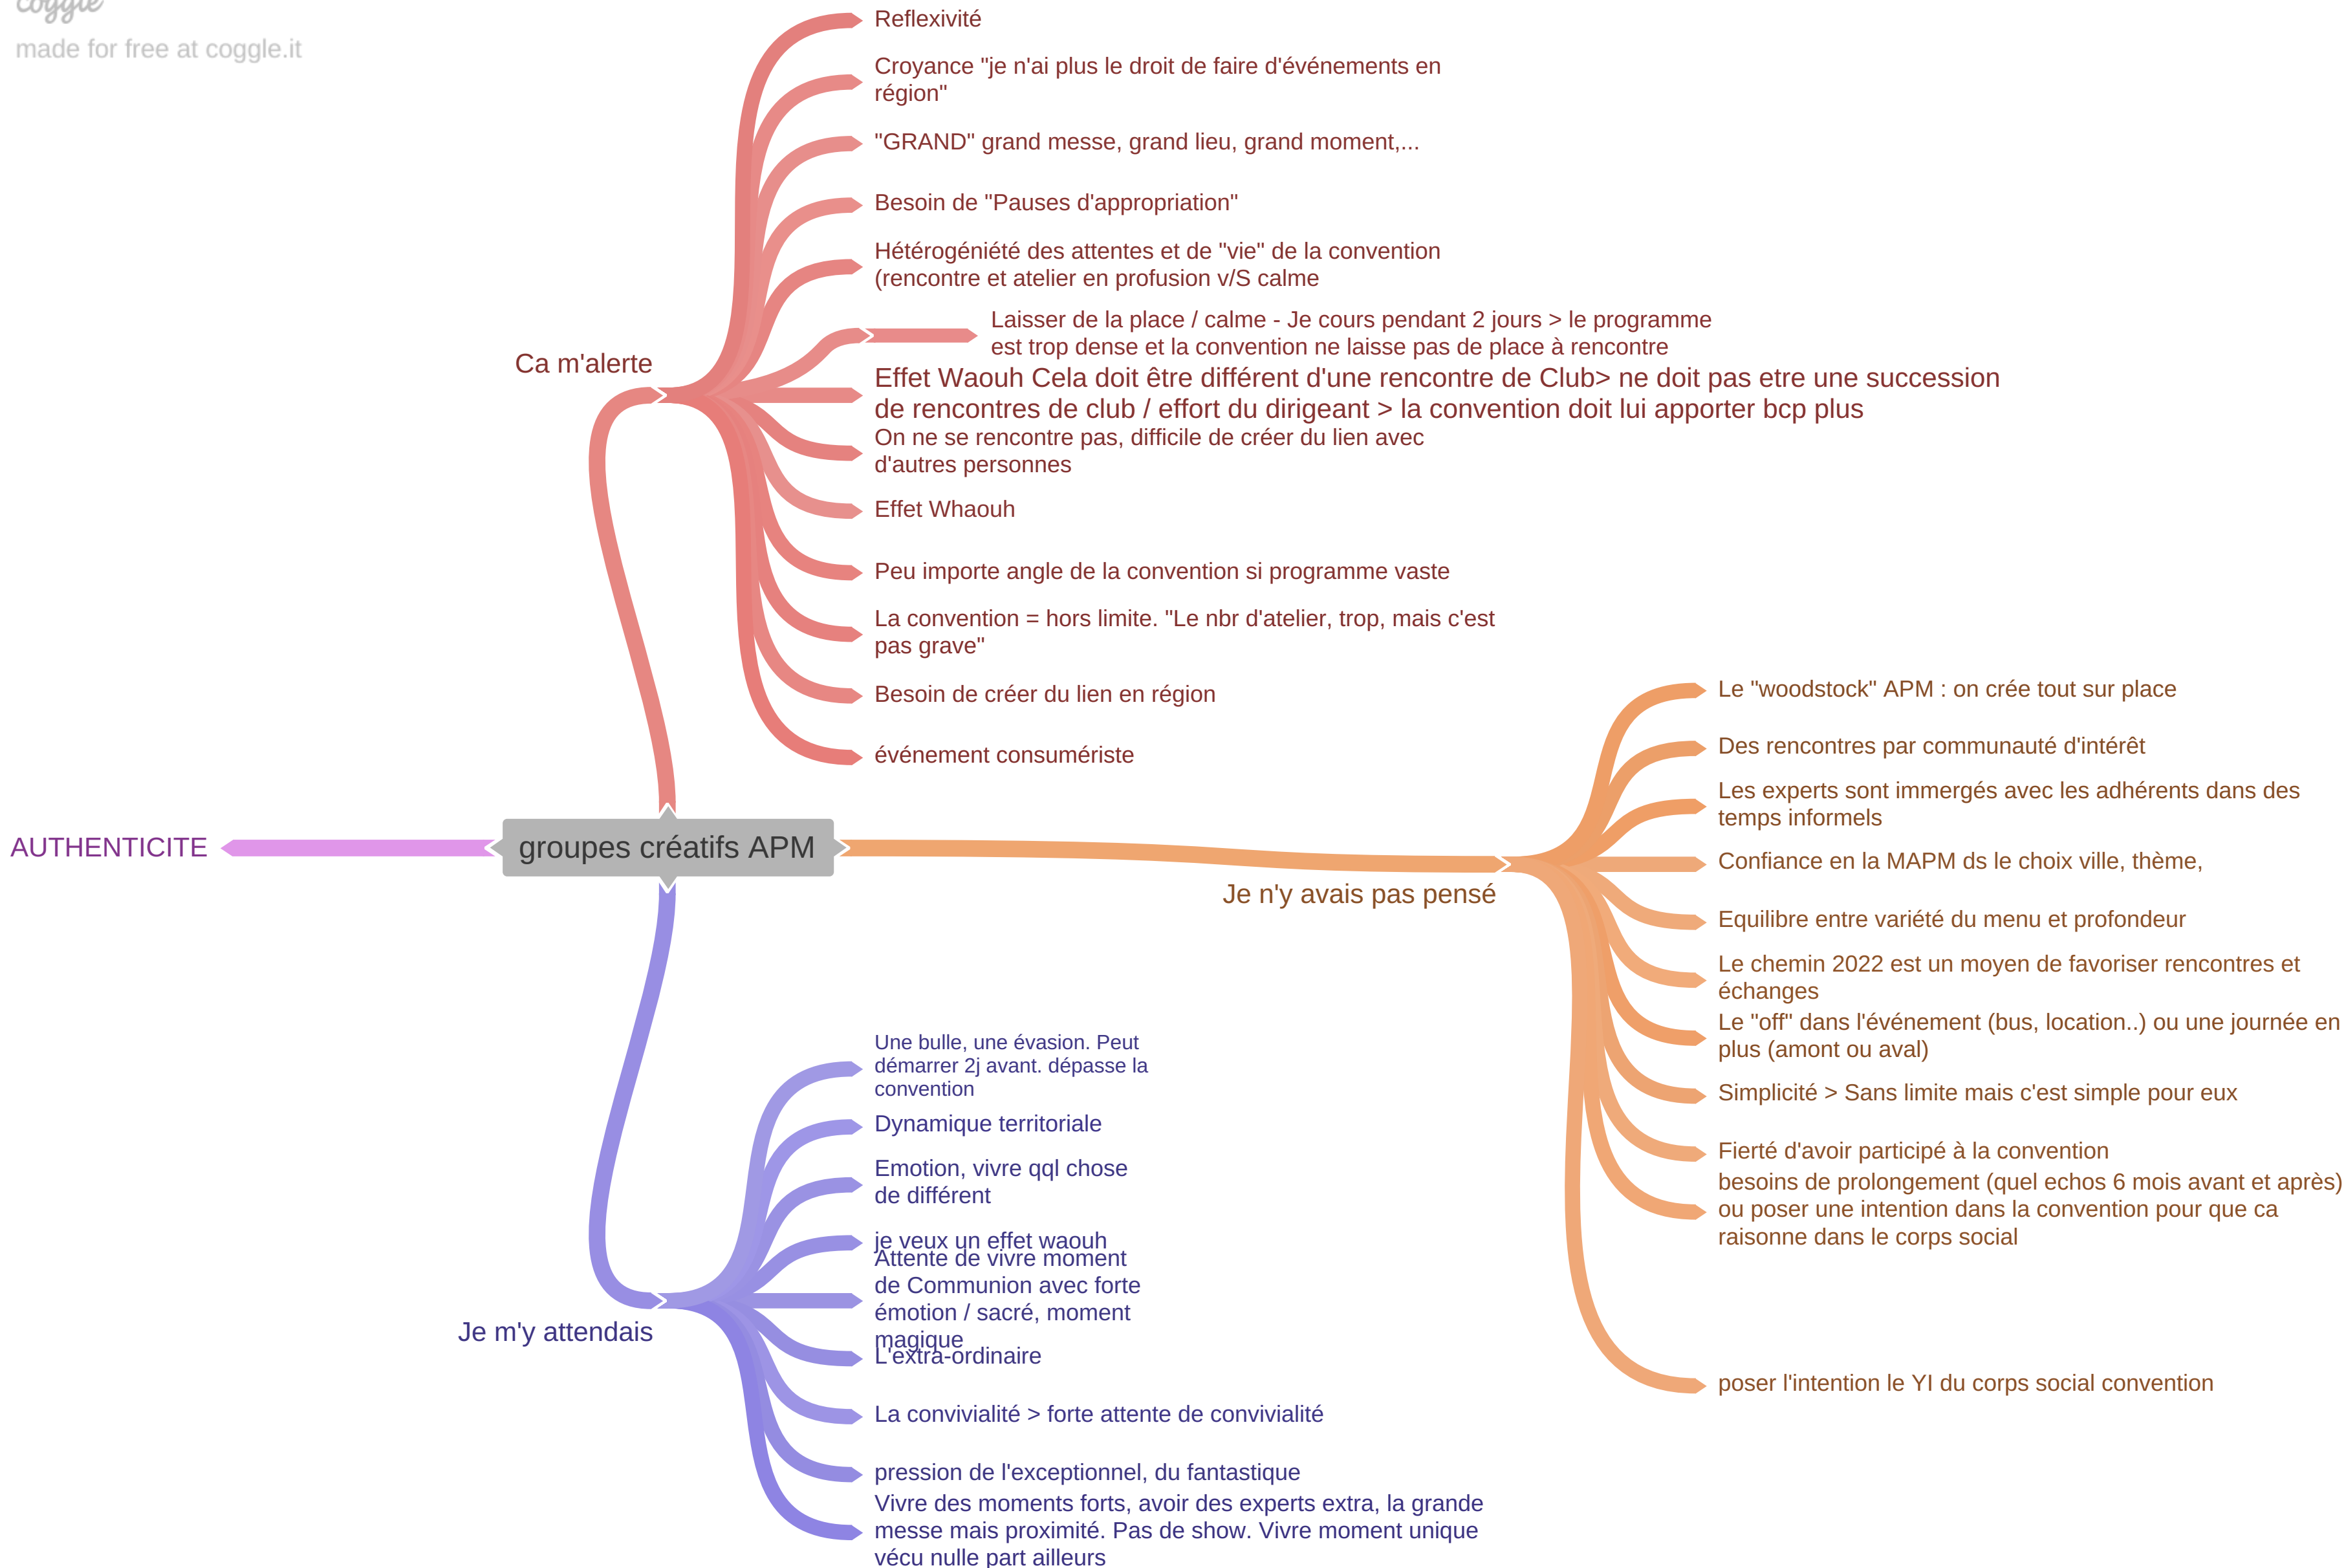 coggle
made for free at coggle.it
Reflexivité
Croyance "je n'ai plus le droit de faire d'événements en
région"
"GRAND" grand messe, grand lieu, grand moment,...
Besoin de "Pauses d'appropriation"
Hétérogéniété des attentes et de "vie" de la convention
(rencontre et atelier en profusion v/S calme
Laisser de la place / calme - Je cours pendant 2 jours > le programme
est trop dense et la convention ne laisse pas de place à rencontre
Ca m'alerte
Effet Waouh Cela doit être différent d'une rencontre de Club> ne doit pas etre une succession
de rencontres de club / effort du dirigeant > la convention doit lui apporter bcp plus
On ne se rencontre pas, difficile de créer du lien avec
d'autres personnes
Effet Whaouh
Peu importe angle de la convention si programme vaste
La convention = hors limite. "Le nbr d'atelier, trop, mais c'est
pas grave"
Besoin de créer du lien en région
événement consumériste
AUTHENTICITE
groupes créatifs APM
Je n'y avais pas pensé
Le "woodstock" APM : on crée tout sur place
Des rencontres par communauté d'intérêt
Les experts sont immergés avec les adhérents dans des
temps informels
Confiance en la MAPM ds le choix ville, thème,
Equilibre entre variété du menu et profondeur
Le chemin 2022 est un moyen de favoriser rencontres et
échanges
Le "off" dans l'événement (bus, location..) ou une journée en
plus (amont ou aval)
Simplicité > Sans limite mais c'est simple pour eux
Fierté d'avoir participé à la convention
besoins de prolongement (quel echos 6 mois avant et après)
ou poser une intention dans la convention pour que ca
raisonne dans le corps social
poser l'intention le YI du corps social convention
Je m'y attendais
Une bulle, une évasion. Peut
démarrer 2j avant. dépasse la
convention
Dynamique territoriale
Emotion, vivre qql chose
de différent
je veux un effet waouh
Attente de vivre moment
de Communion avec forte
émotion / sacré, moment
magique
L'extra-ordinaire
La convivialité > forte attente de convivialité
pression de l'exceptionnel, du fantastique
Vivre des moments forts, avoir des experts extra, la grande
messe mais proximité. Pas de show. Vivre moment unique
vécu nulle part ailleurs